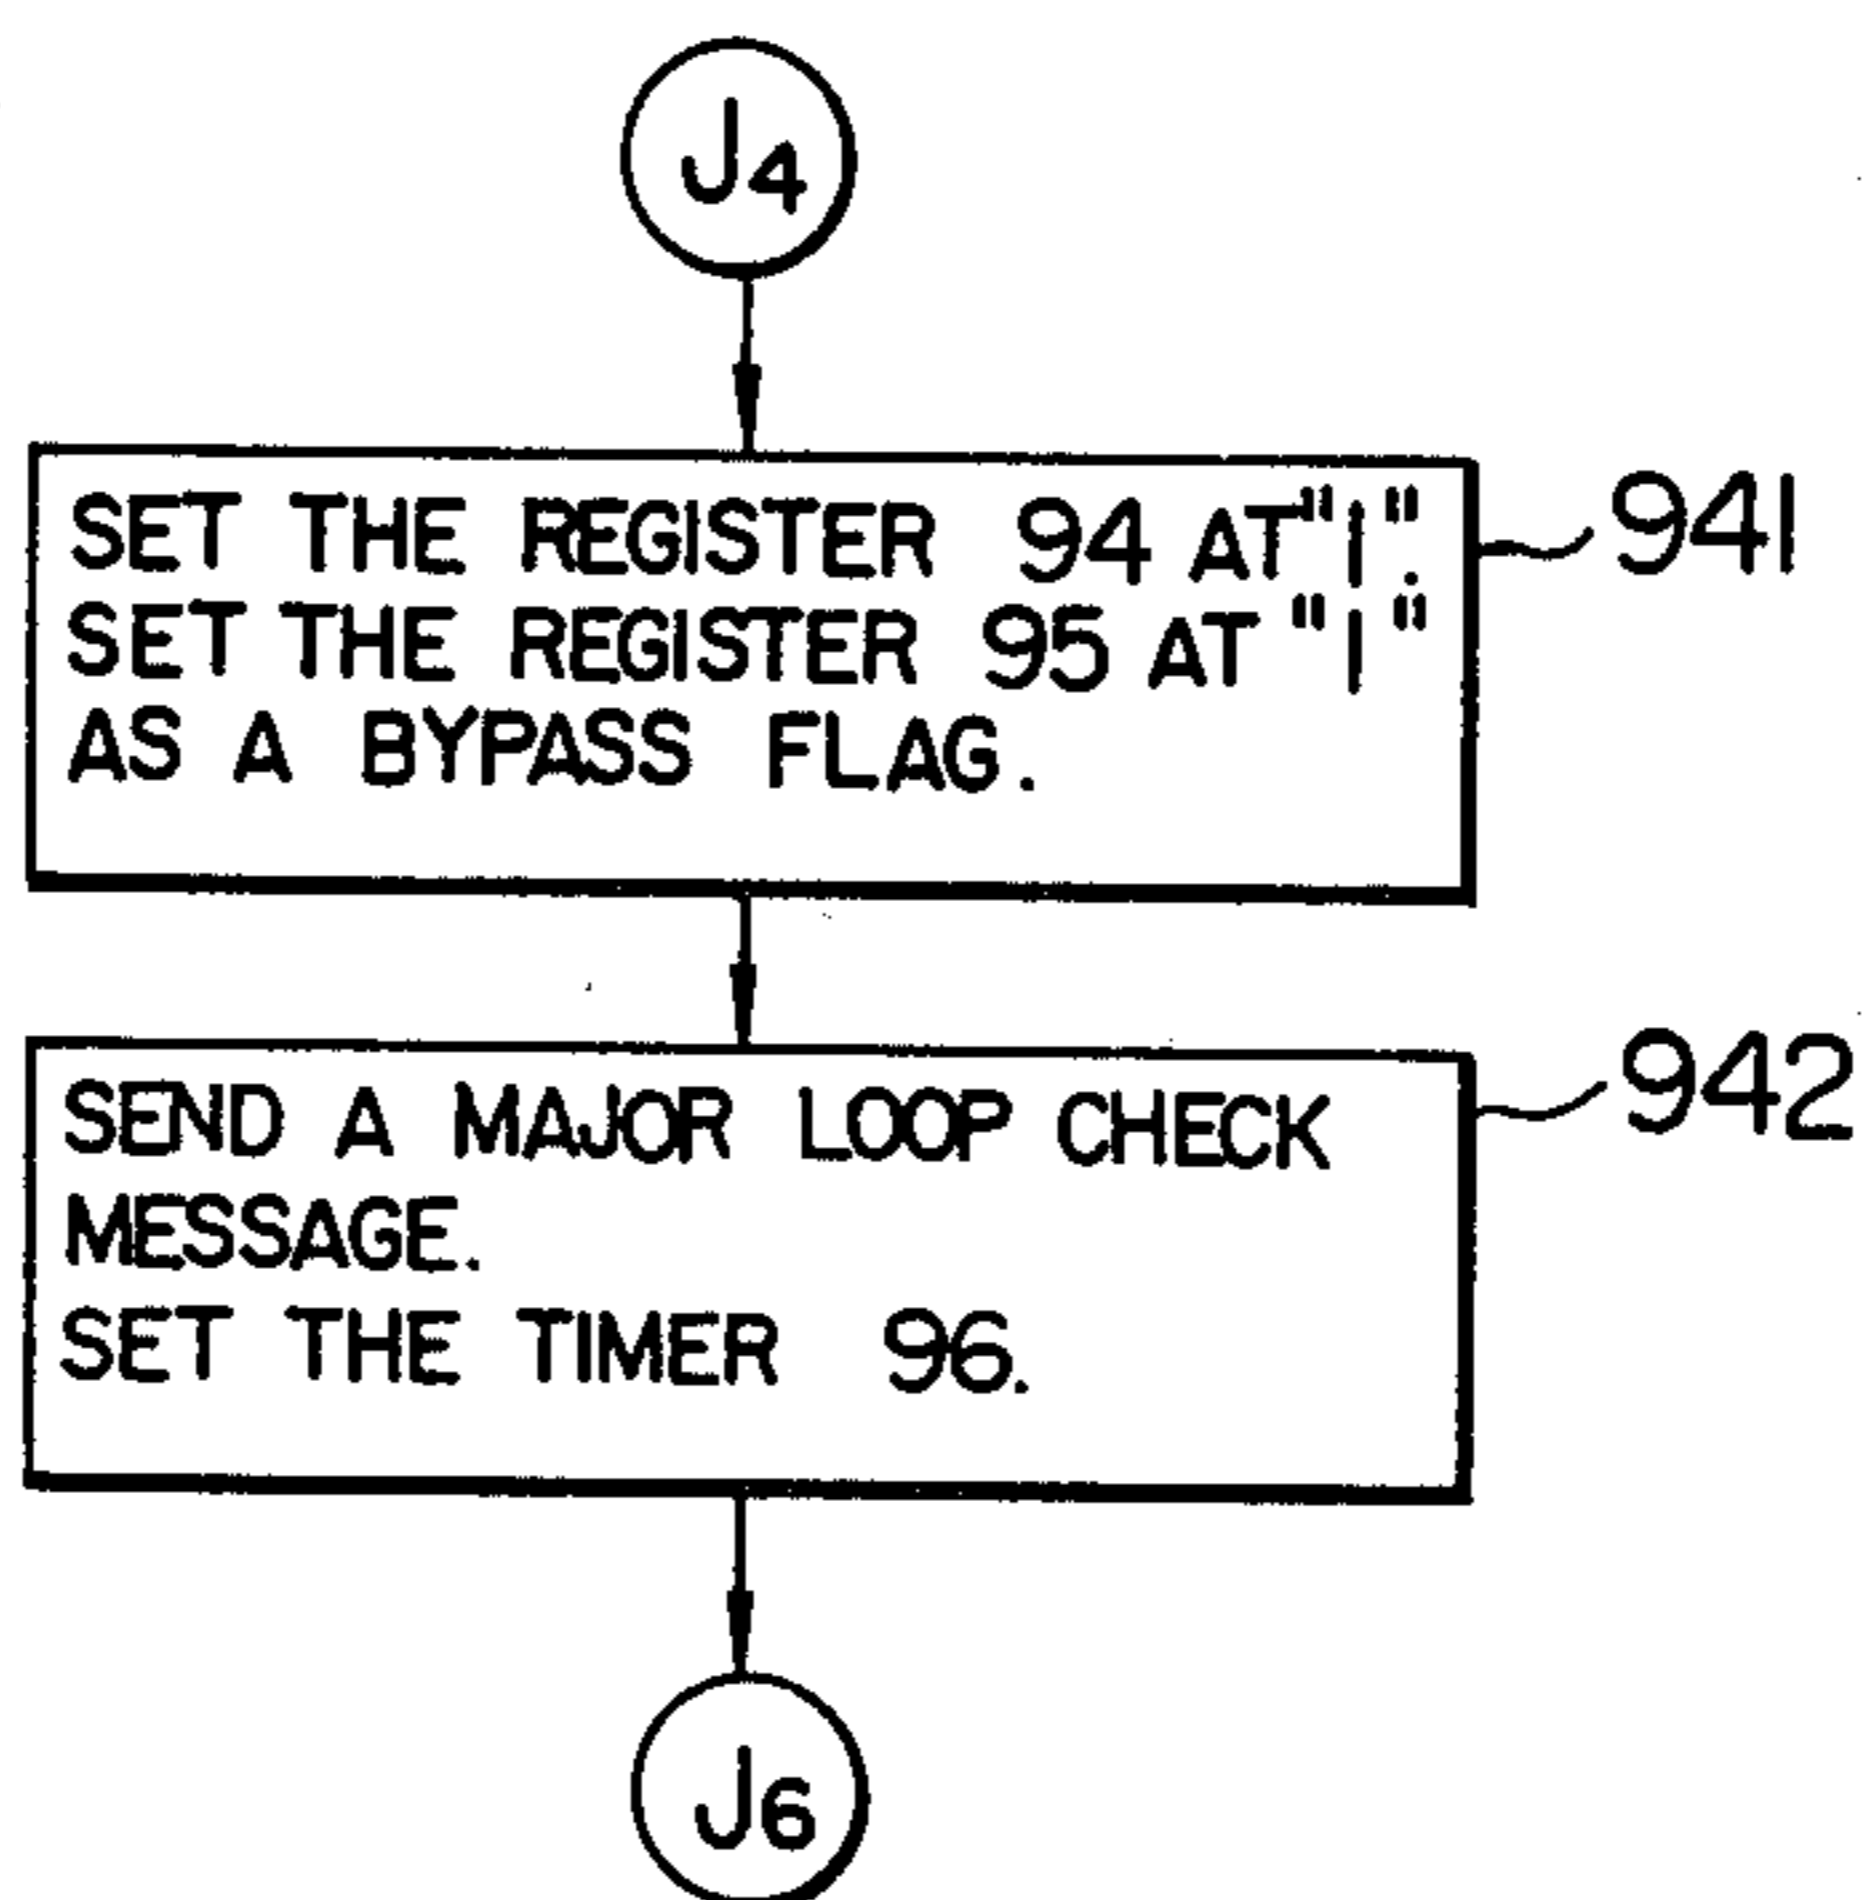 J4
SET THE REGISTER 94 AT "1".
SET THE REGISTER 95 AT "1"
AS A BYPASS FLAG.
941
SEND A MAJOR LOOP CHECK
MESSAGE.
SET THE TIMER 96.
942
J6